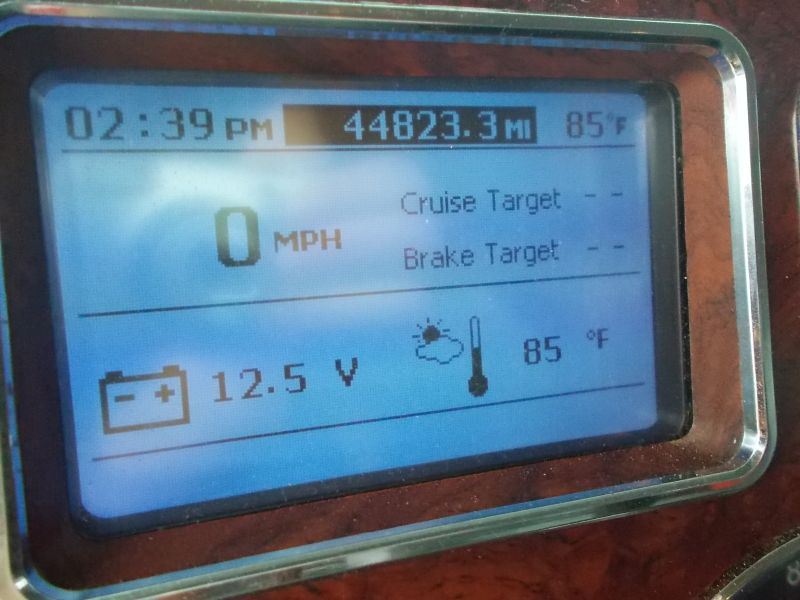 02:39 PM 44823.3 MI 85°F
Cruise Target --
0 MPH
Brake Target --
12.5 V 85 °F